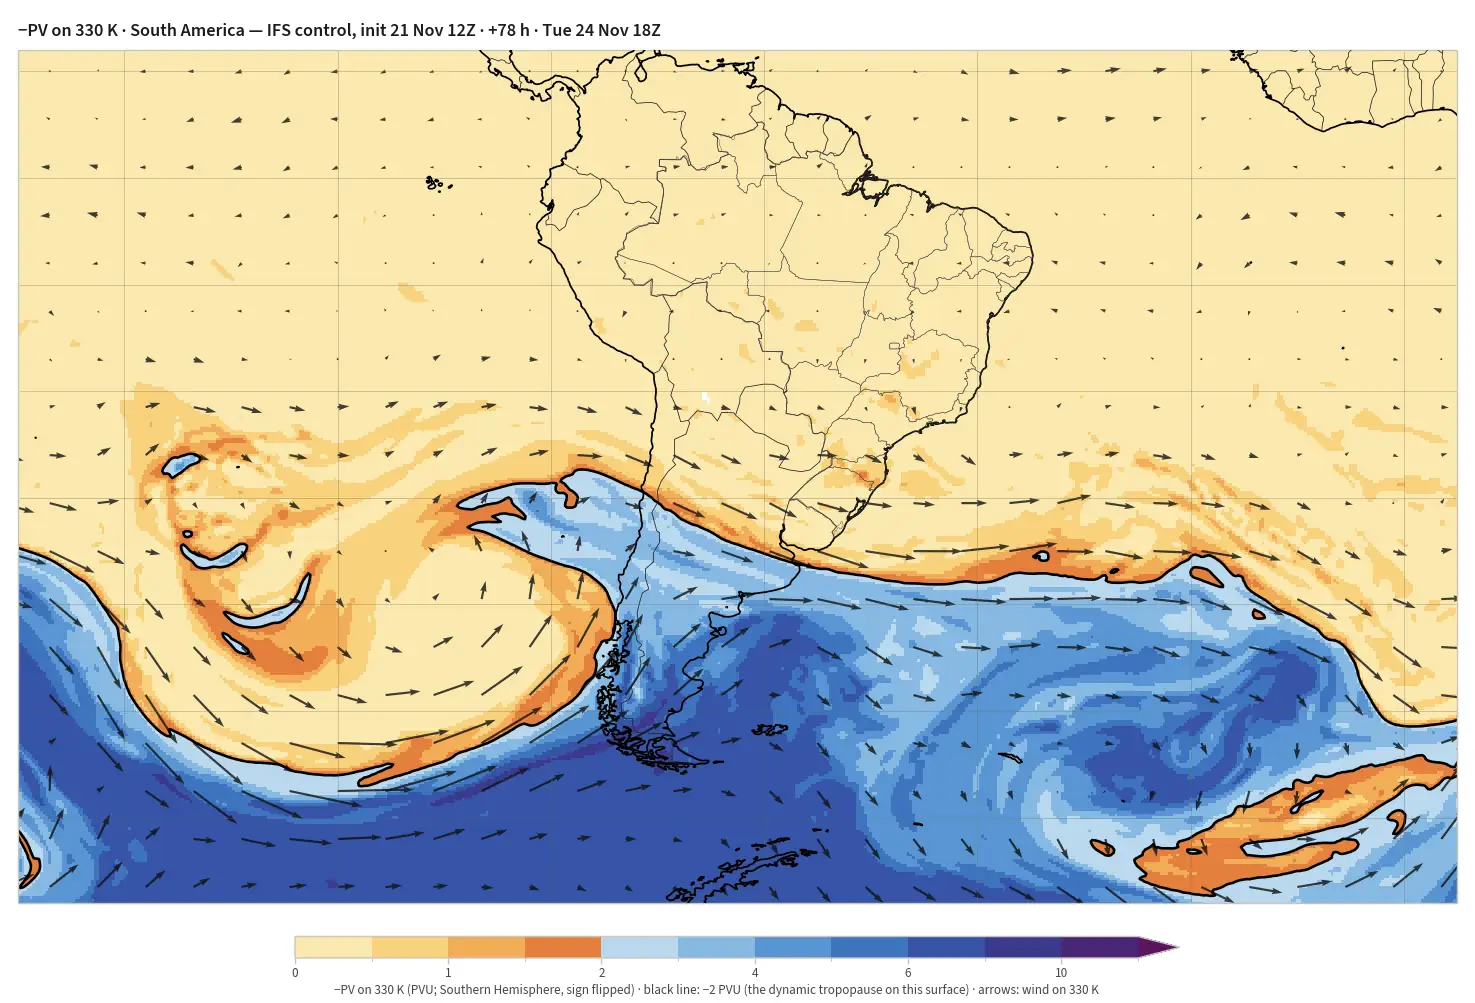 −PV on 330 K · South America — IFS control, init 21 Nov 12Z · +78 h · Tue 24 Nov 18Z
0 1 2 4 6 10
−PV on 330 K (PVU; Southern Hemisphere, sign flipped) · black line: −2 PVU (the dynamic tropopause on this surface) · arrows: wind on 330 K